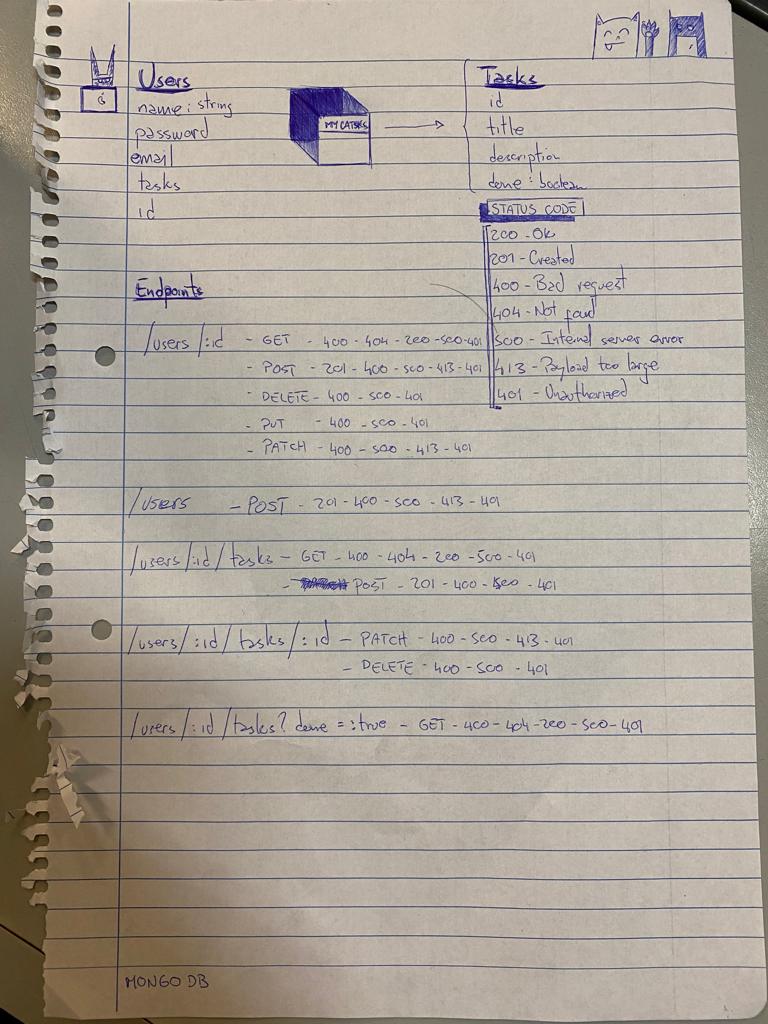 Users
name : string
password
email
tasks
id
MY CATSKS
Tasks
id
title
description
done : boolean
STATUS CODE
200 - Ok
201 - Created
400 - Bad request
404 - Not foud
500 - Internal server error
413 - Payload too large
401 - Unauthorized
Endpoints
/users/:id - GET - 400 - 404 - 200 - 500 - 401
- POST - 201 - 400 - 500 - 413 - 401
- DELETE - 400 - 500 - 401
- PUT - 400 - 500 - 401
- PATCH - 400 - 500 - 413 - 401
/users - POST - 201 - 400 - 500 - 413 - 401
/users/:id/tasks - GET - 400 - 404 - 200 - 500 - 401
- POST - 201 - 400 - 500 - 401
/users/:id/tasks/:id - PATCH - 400 - 500 - 413 - 401
- DELETE - 400 - 500 - 401
/users/:id/tasks? done = :true - GET - 400 - 404 - 200 - 500 - 401
MONGO DB